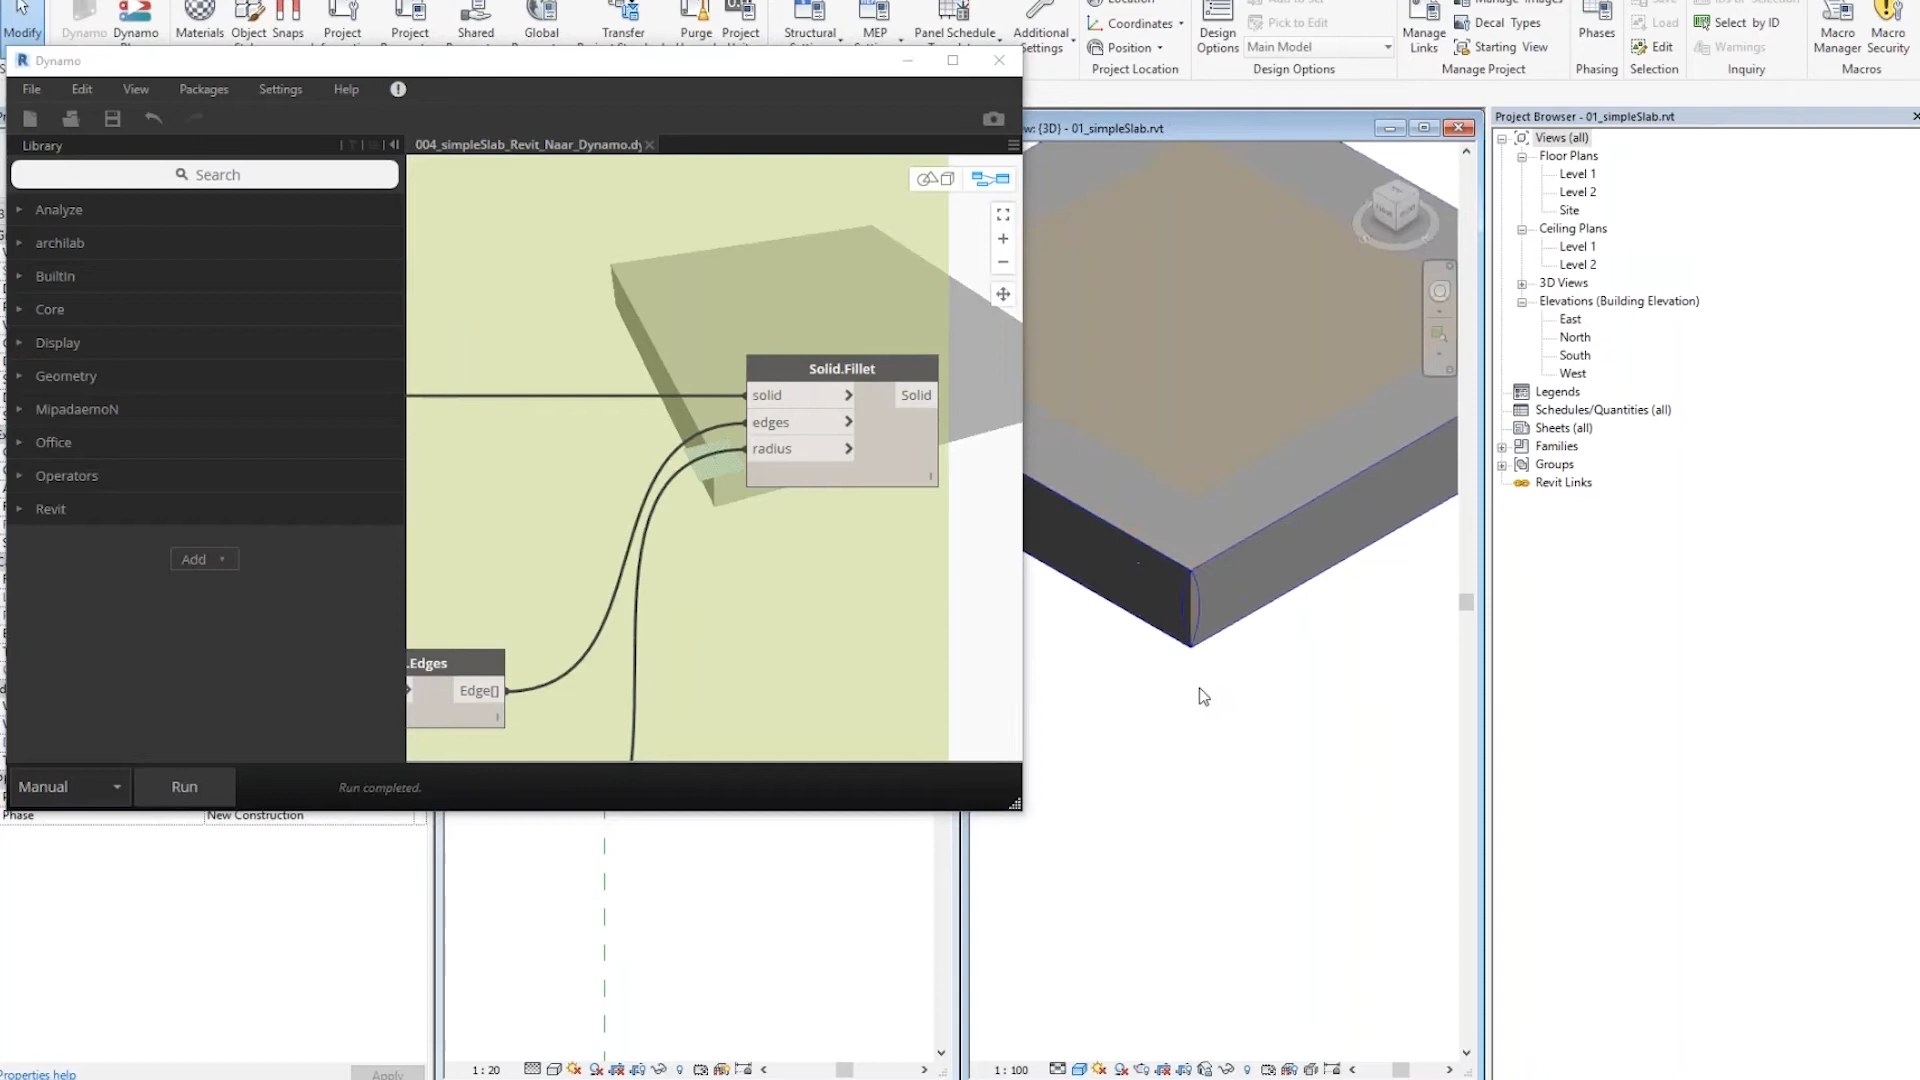 Modify
Dynamo
Dynamo
Materials
Object
Snaps
Project
Project
Shared
Global
Transfer
Purge
Project
Structural
MEP
Panel Schedule
Additional
Settings
Coordinates
Position
Project Location
Design
Options
Pick to Edit
Main Model
Design Options
Manage
Links
Decal Types
Starting View
Manage Project
Phases
Phasing
Load
Edit
Selection
Select by ID
Warnings
Inquiry
Macro
Manager
Macro
Security
Macros
Dynamo
File
Edit
View
Packages
Settings
Help
Library
004_simpleSlab_Revit_Naar_Dynamo.dy
Search
Analyze
archilab
BuiltIn
Core
Display
Geometry
MipadaemoN
Office
Operators
Revit
Add
Solid.Fillet
solid
Solid
edges
radius
.Edges
Edge[]
Manual
Run
Run completed.
w: {3D} - 01_simpleSlab.rvt
Project Browser - 01_simpleSlab.rvt
Views (all)
Floor Plans
Level 1
Level 2
Site
Ceiling Plans
Level 1
Level 2
3D Views
Elevations (Building Elevation)
East
North
South
West
Legends
Schedules/Quantities (all)
Sheets (all)
Families
Groups
Revit Links
Phase
New Construction
Properties help
Apply
1 : 20
1 : 100